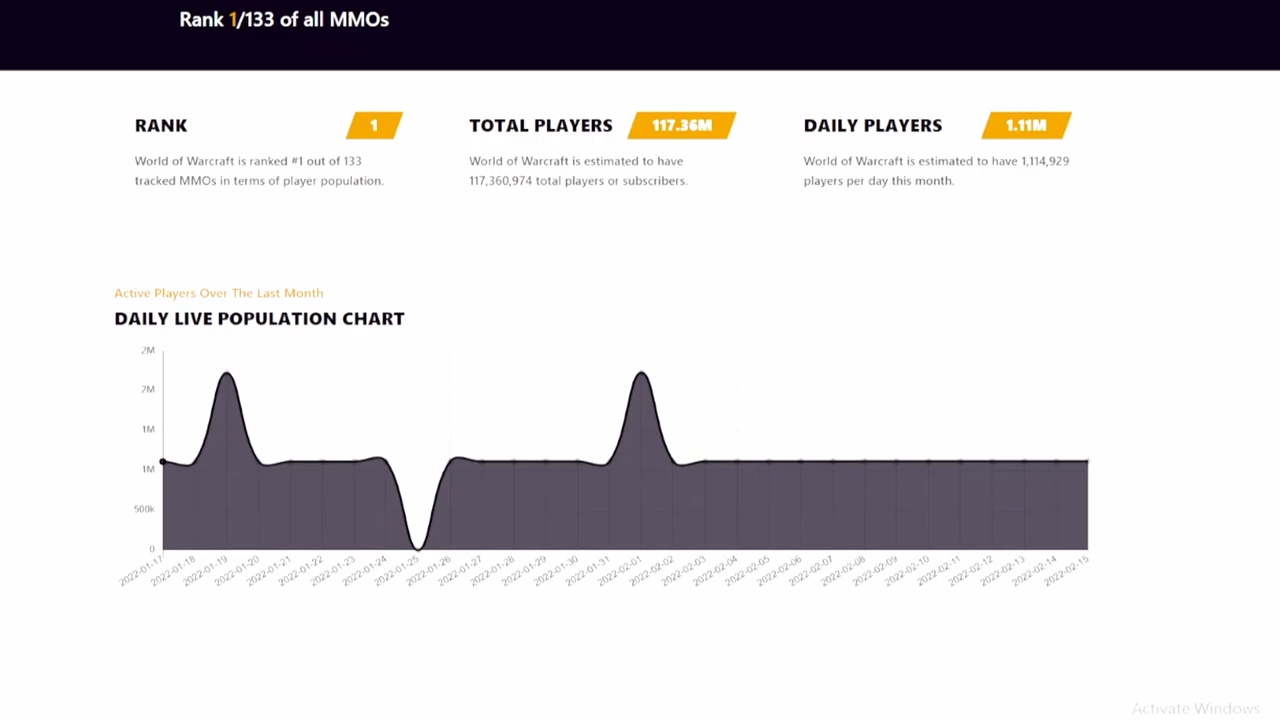 Rank 1/133 of all MMOs
RANK 1
World of Warcraft is ranked #1 out of 133
tracked MMOs in terms of player population.
TOTAL PLAYERS 117.36M
World of Warcraft is estimated to have
117,360,974 total players or subscribers.
DAILY PLAYERS 1.11M
World of Warcraft is estimated to have 1,114,929
players per day this month.
Active Players Over The Last Month
DAILY LIVE POPULATION CHART
2M
2M
1M
1M
500k
0
2022-01-17 2022-01-18 2022-01-19 2022-01-20 2022-01-21 2022-01-22 2022-01-23 2022-01-24 2022-01-25 2022-01-26 2022-01-27 2022-01-28 2022-01-29 2022-01-30 2022-01-31 2022-02-01 2022-02-02 2022-02-03 2022-02-04 2022-02-05 2022-02-06 2022-02-07 2022-02-08 2022-02-09 2022-02-10 2022-02-11 2022-02-12 2022-02-13 2022-02-14 2022-02-15
Activate Windows